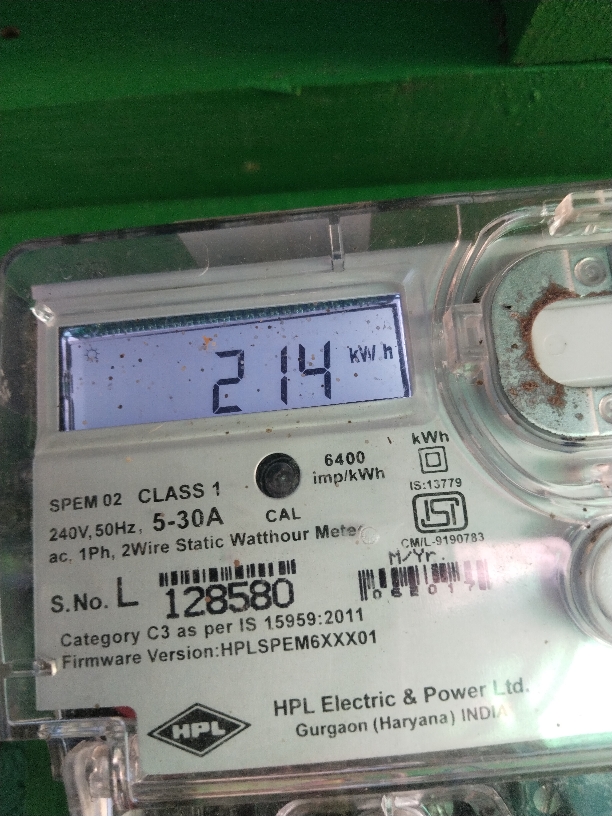 214 kWh
6400
imp/kWh
kWh
IS:13779
SPEM 02 CLASS 1
240V, 50Hz, 5-30A
CAL
ac. 1Ph, 2Wire Static Watthour Meter
ISI
CM/L-9190783
M/Yr.
062017
S.No. L 128580
Category C3 as per IS 15959:2011
Firmware Version:HPLSPEM6XXX01
HPL
HPL Electric & Power Ltd.
Gurgaon (Haryana) INDIA